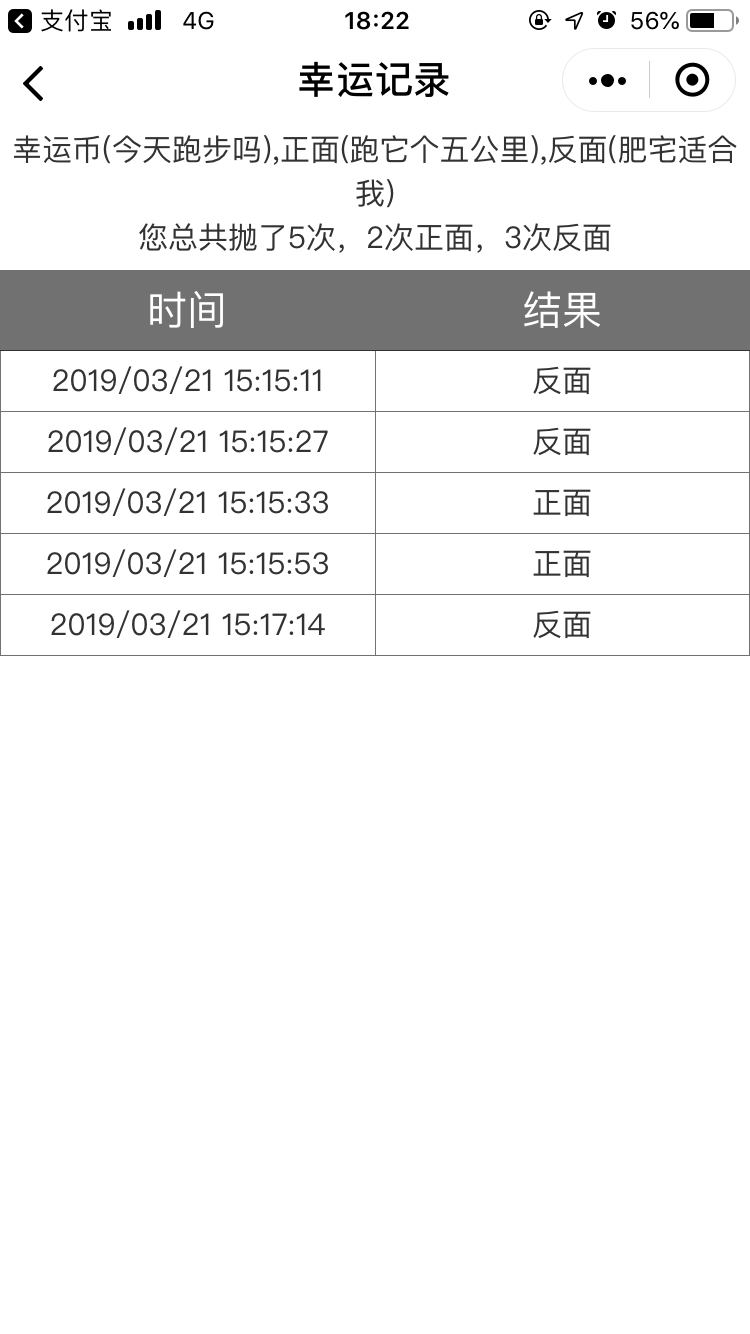 支付宝 4G 18:22 56%
幸运记录
幸运币(今天跑步吗),正面(跑它个五公里),反面(肥宅适合
我)
您总共抛了5次，2次正面，3次反面
时间 结果
2019/03/21 15:15:11 反面
2019/03/21 15:15:27 反面
2019/03/21 15:15:33 正面
2019/03/21 15:15:53 正面
2019/03/21 15:17:14 反面